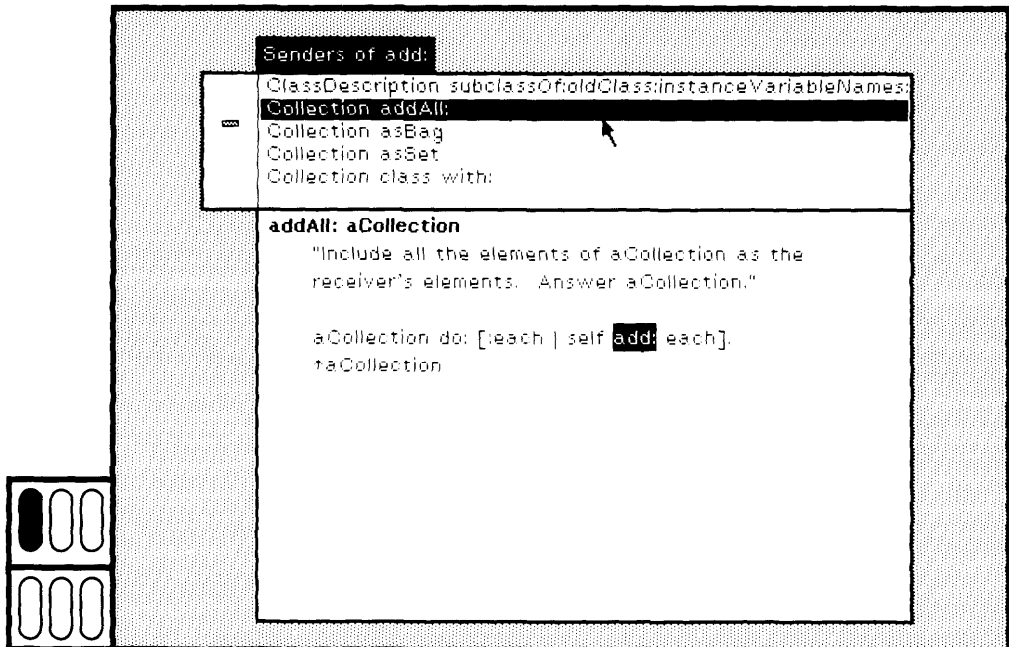 Senders of add:
ClassDescription subclassOf:oldClass:instanceVariableNames:
Collection addAll:
Collection asBag
Collection asSet
Collection class with:
addAll: aCollection
"Include all the elements of aCollection as the
receiver's elements.  Answer aCollection."
aCollection do: [:each | self add: each].
↑aCollection